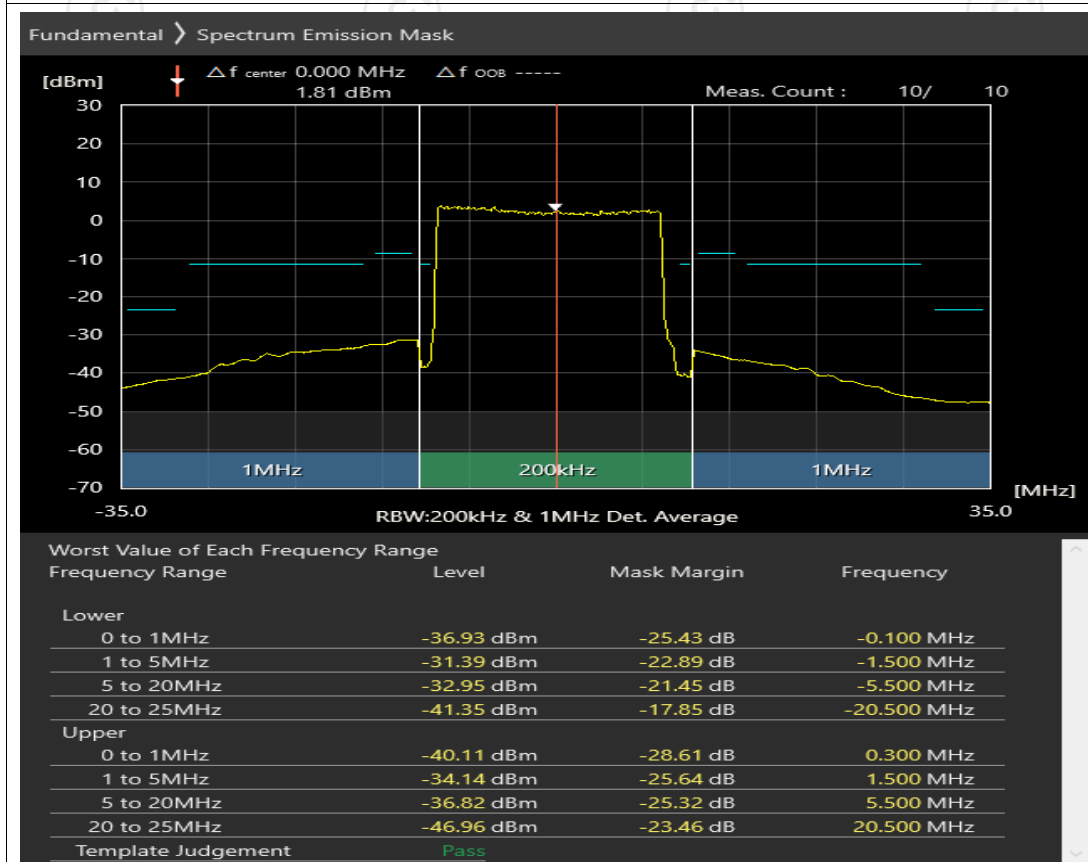 Fundamental ❯ Spectrum Emission Mask
[dBm] Δf center 0.000 MHz Δf OOB -----
1.81 dBm Meas. Count : 10/ 10
30
20
10
0
-10
-20
-30
-40
-50
-60
1MHz 200kHz 1MHz
-70
[MHz]
-35.0 RBW:200kHz & 1MHz Det. Average 35.0
Worst Value of Each Frequency Range
Frequency Range Level Mask Margin Frequency
Lower
0 to 1MHz -36.93 dBm -25.43 dB -0.100 MHz
1 to 5MHz -31.39 dBm -22.89 dB -1.500 MHz
5 to 20MHz -32.95 dBm -21.45 dB -5.500 MHz
20 to 25MHz -41.35 dBm -17.85 dB -20.500 MHz
Upper
0 to 1MHz -40.11 dBm -28.61 dB 0.300 MHz
1 to 5MHz -34.14 dBm -25.64 dB 1.500 MHz
5 to 20MHz -36.82 dBm -25.32 dB 5.500 MHz
20 to 25MHz -46.96 dBm -23.46 dB 20.500 MHz
Template Judgement Pass